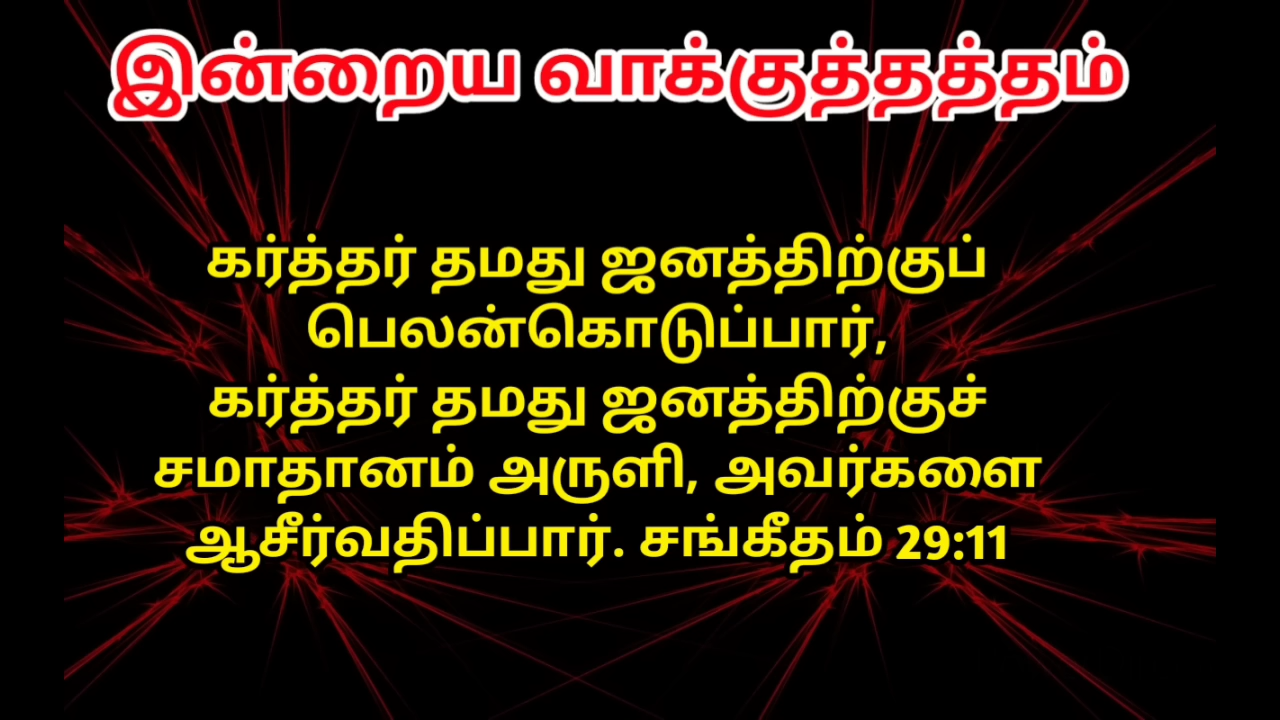 இன்றைய வாக்குத்தத்தம்
கர்த்தர் தமது ஜனத்திற்குப்
பெலன்கொடுப்பார்,
கர்த்தர் தமது ஜனத்திற்குச்
சமாதானம் அருளி, அவர்களை
ஆசீர்வதிப்பார். சங்கீதம் 29:11